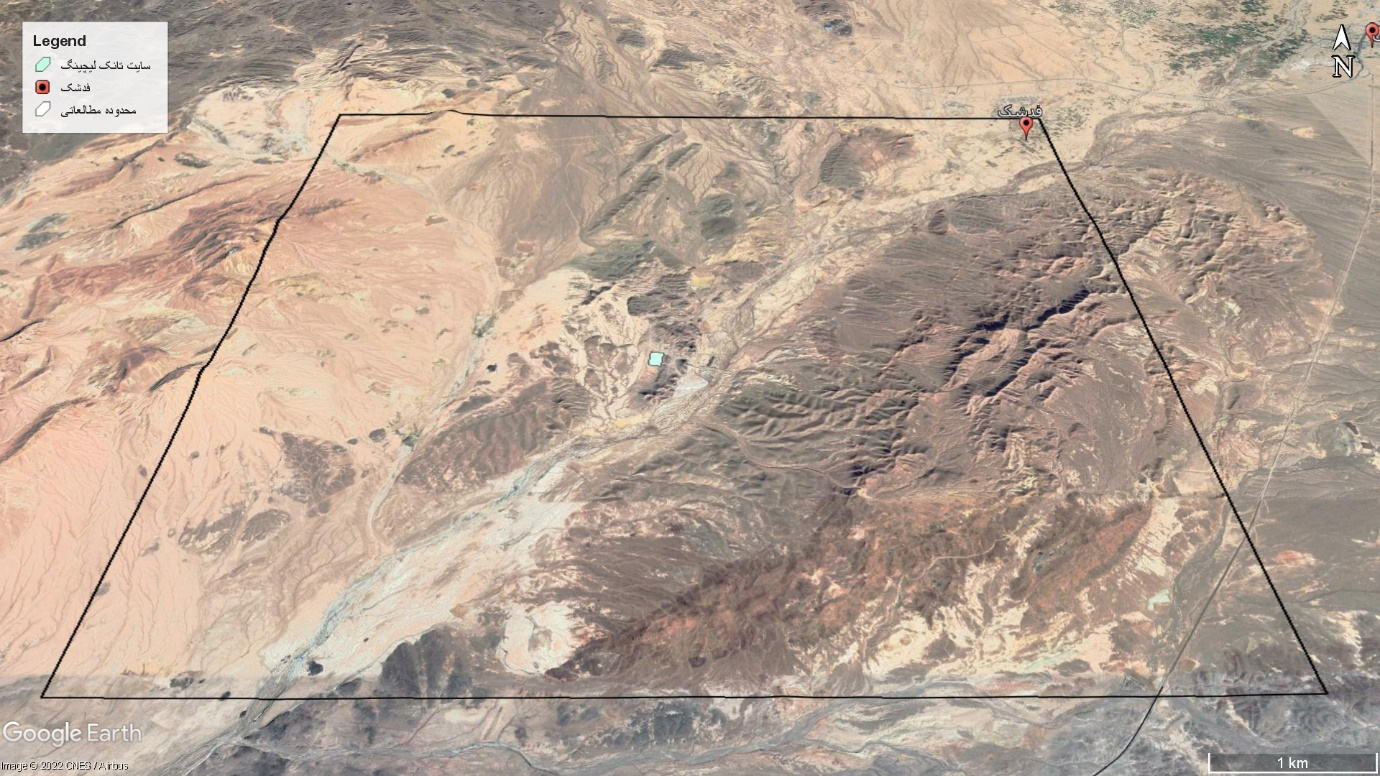 Legend
سایت تانک لیچینگ
فدشک
محدوده مطالعاتی
N
فدشک
Google Earth
Image © 2022 CNES / Airbus
1 km